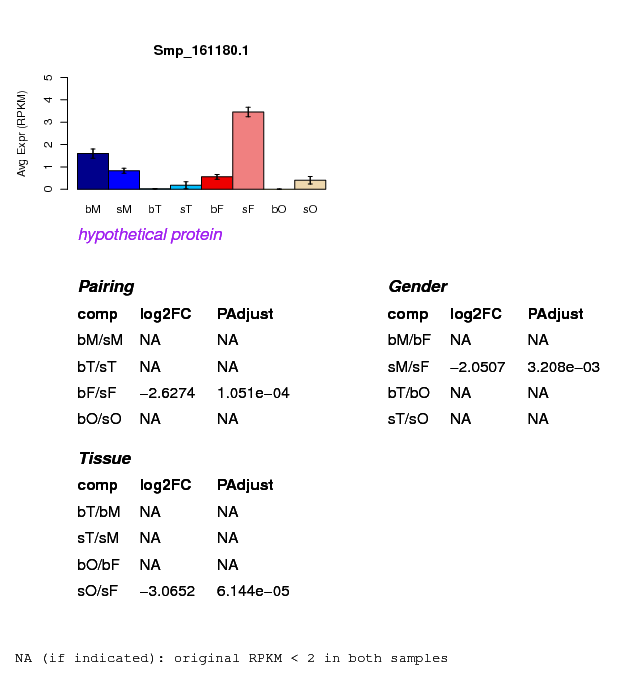 Smp_161180.1
Avg Expr (RPKM)
0 1 2 3 4 5
bM sM bT sT bF sF bO sO
hypothetical protein
Pairing
comp log2FC PAdjust
bM/sM NA NA
bT/sT NA NA
bF/sF −2.6274 1.051e−04
bO/sO NA NA
Gender
comp log2FC PAdjust
bM/bF NA NA
sM/sF −2.0507 3.208e−03
bT/bO NA NA
sT/sO NA NA
Tissue
comp log2FC PAdjust
bT/bM NA NA
sT/sM NA NA
bO/bF NA NA
sO/sF −3.0652 6.144e−05
NA (if indicated): original RPKM < 2 in both samples